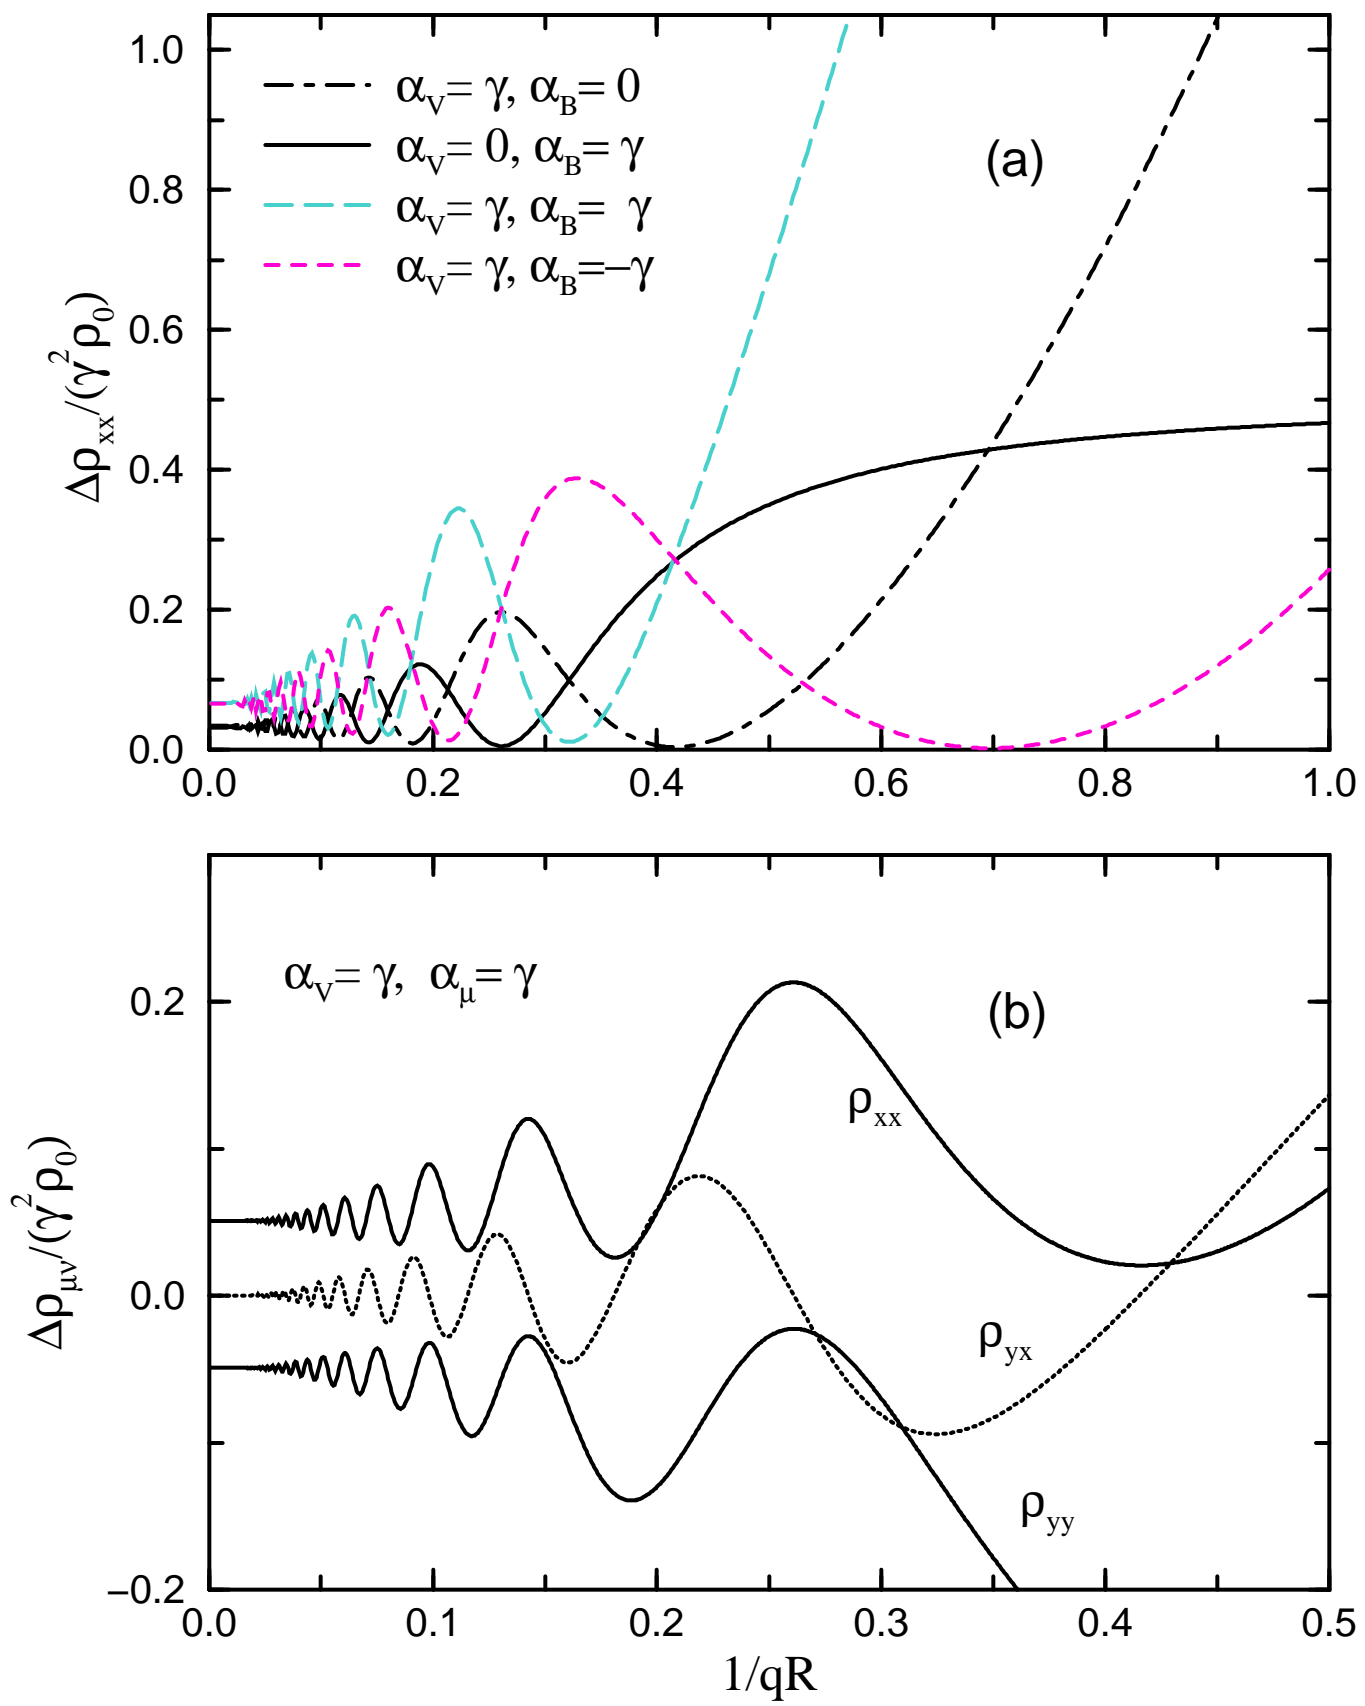 1.0
0.8
0.6
0.4
0.2
0.0
Δρxx/(γ²ρ0)
αV= γ, αB= 0
αV= 0, αB= γ
αV= γ, αB= γ
αV= γ, αB=−γ
(a)
0.0 0.2 0.4 0.6 0.8 1.0
0.2
0.0
−0.2
Δρμν/(γ²ρ0)
αV= γ, αμ= γ
(b)
ρxx
ρyx
ρyy
0.0 0.1 0.2 0.3 0.4 0.5
1/qR